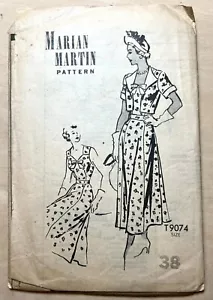 MARIAN
MARTIN
PATTERN
T9074
SIZE
38